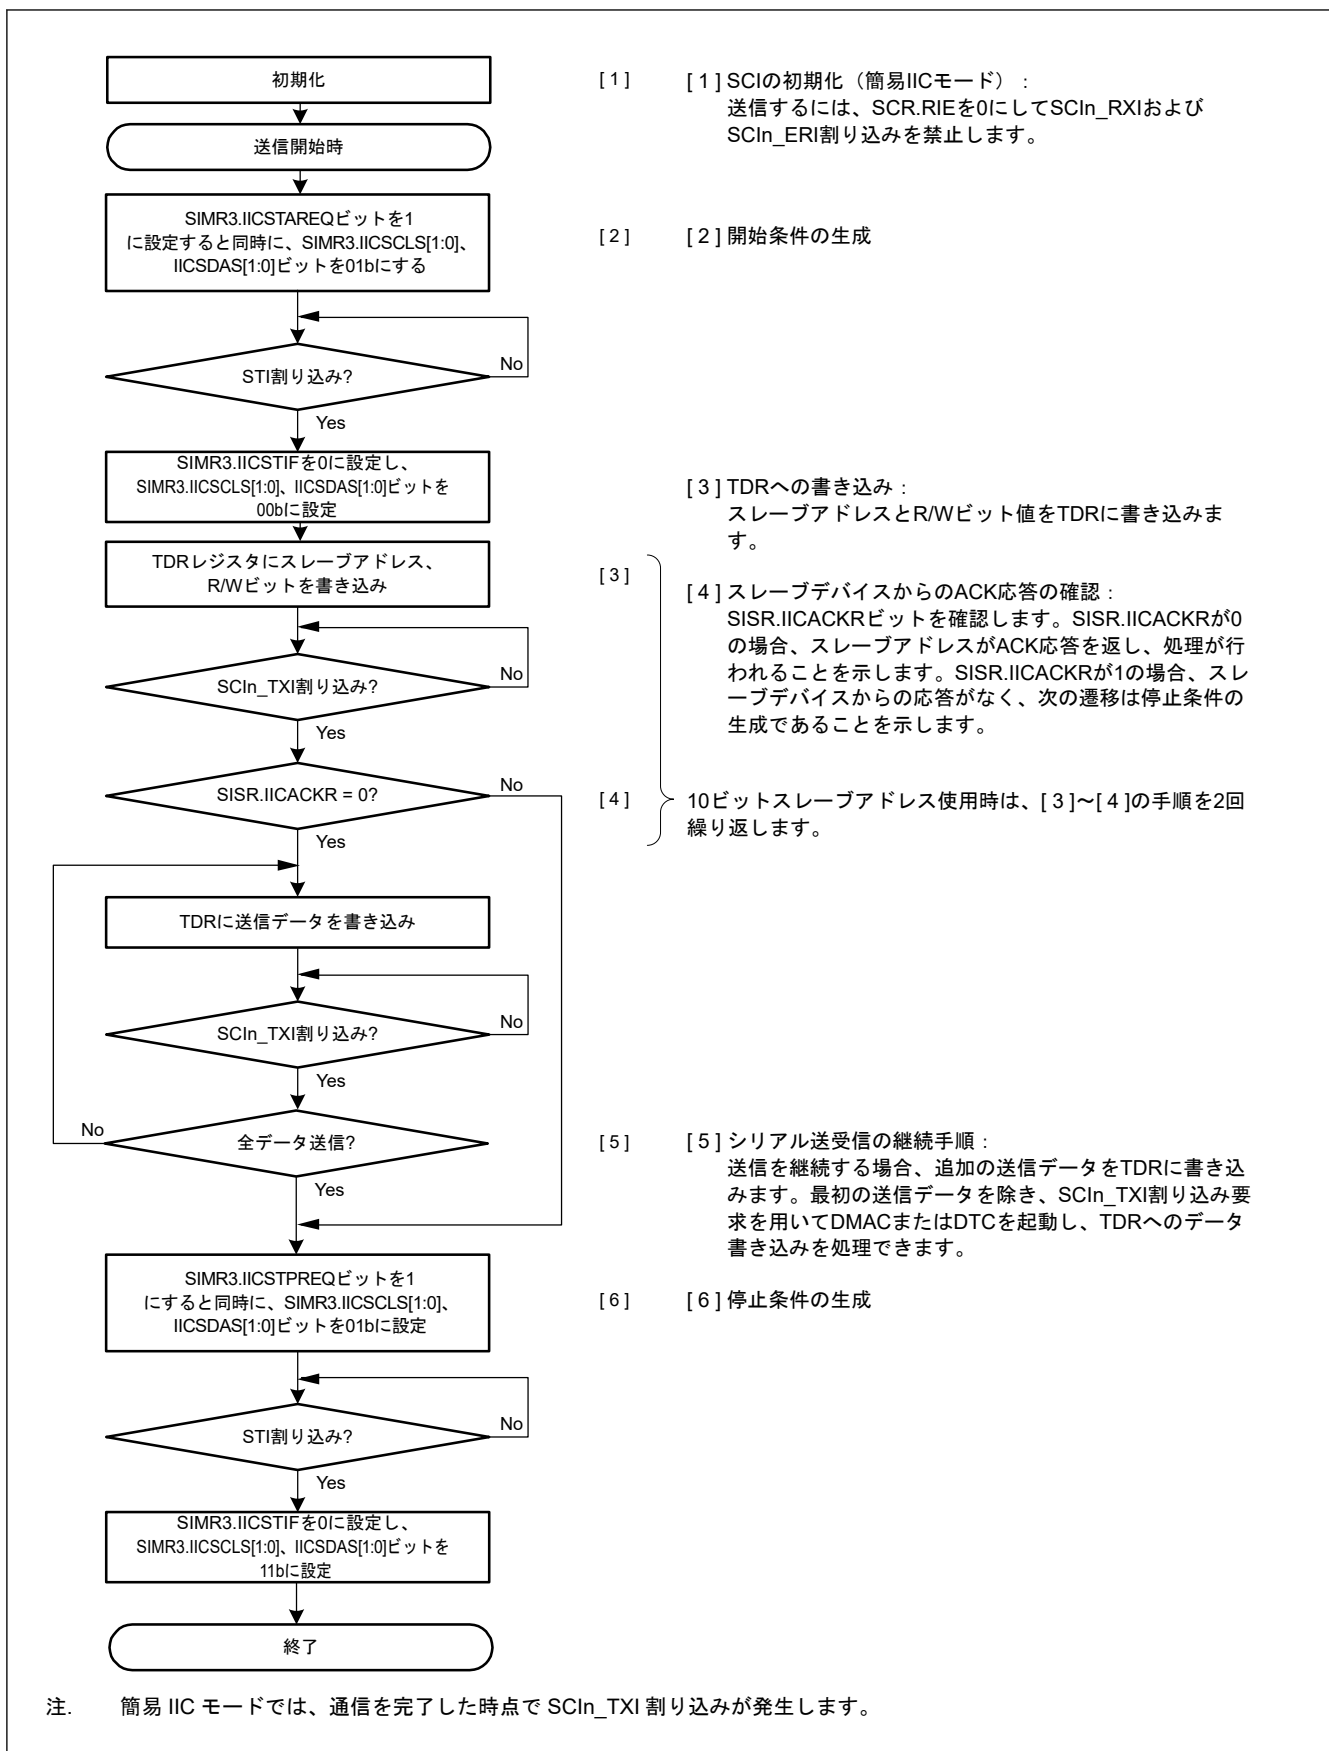 初期化
[ 1 ]
[ 1 ] SCIの初期化（簡易IICモード）：
送信するには、SCR.RIEを0にしてSCIn_RXIおよび
SCIn_ERI割り込みを禁止します。
送信開始時
SIMR3.IICSTAREQビットを1
に設定すると同時に、SIMR3.IICSCLS[1:0]、
IICSDAS[1:0]ビットを01bにする
[ 2 ]
[ 2 ] 開始条件の生成
STI割り込み?
No
Yes
SIMR3.IICSTIFを0に設定し、
SIMR3.IICSCLS[1:0]、IICSDAS[1:0]ビットを
00bに設定
[ 3 ] TDRへの書き込み：
スレーブアドレスとR/Wビット値をTDRに書き込みま
す。
TDRレジスタにスレーブアドレス、
R/Wビットを書き込み
[ 3 ]
[ 4 ] スレーブデバイスからのACK応答の確認：
SISR.IICACKRビットを確認します。SISR.IICACKRが0
の場合、スレーブアドレスがACK応答を返し、処理が行
われることを示します。SISR.IICACKRが1の場合、スレ
ーブデバイスからの応答がなく、次の遷移は停止条件の
生成であることを示します。
SCIn_TXI割り込み?
No
Yes
SISR.IICACKR = 0?
No
[ 4 ]
10ビットスレーブアドレス使用時は、[ 3 ]～[ 4 ]の手順を2回
繰り返します。
Yes
TDRに送信データを書き込み
SCIn_TXI割り込み?
No
Yes
No
全データ送信?
[ 5 ]
[ 5 ] シリアル送受信の継続手順：
送信を継続する場合、追加の送信データをTDRに書き込
みます。最初の送信データを除き、SCIn_TXI割り込み要
求を用いてDMACまたはDTCを起動し、TDRへのデータ
書き込みを処理できます。
Yes
SIMR3.IICSTPREQビットを1
にすると同時に、SIMR3.IICSCLS[1:0]、
IICSDAS[1:0]ビットを01bに設定
[ 6 ]
[ 6 ] 停止条件の生成
STI割り込み?
No
Yes
SIMR3.IICSTIFを0に設定し、
SIMR3.IICSCLS[1:0]、IICSDAS[1:0]ビットを
11bに設定
終了
注. 簡易 IIC モードでは、通信を完了した時点で SCIn_TXI 割り込みが発生します。